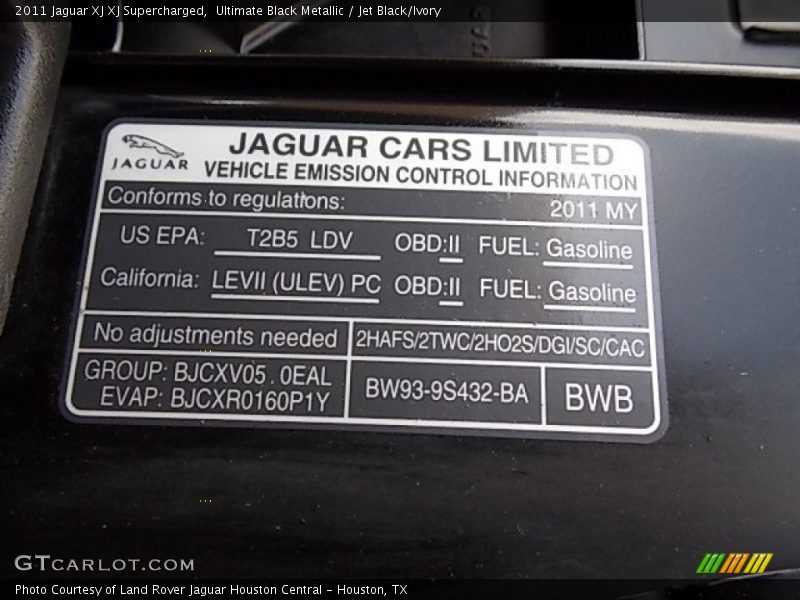 2011 Jaguar XJ XJ Supercharged,  Ultimate Black Metallic / Jet Black/Ivory
JAGUAR
JAGUAR CARS LIMITED
VEHICLE EMISSION CONTROL INFORMATION
Conforms to regulations: 2011 MY
US EPA: T2B5 LDV OBD:II FUEL: Gasoline
California: LEVII (ULEV) PC OBD:II FUEL: Gasoline
No adjustments needed 2HAFS/2TWC/2HO2S/DGI/SC/CAC
GROUP: BJCXV05.0EAL
EVAP: BJCXR0160P1Y
BW93-9S432-BA
BWB
GTCARLOT.COM
Photo Courtesy of Land Rover Jaguar Houston Central - Houston, TX